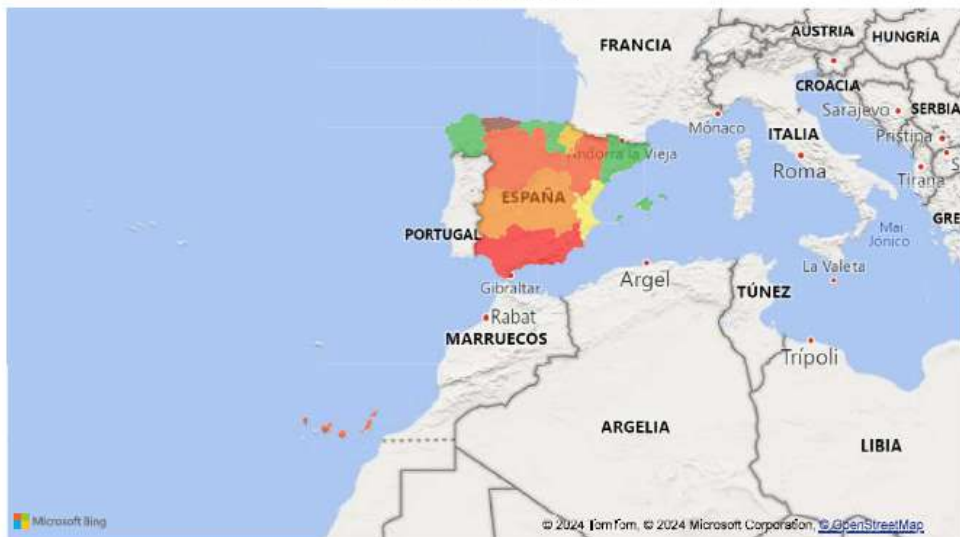 AUSTRIA
HUNGRÍA
FRANCIA
CROACIA
Sarajevo
SERBIA
Mónaco
ITALIA
Pristina
Andorra la Vieja
Roma
Tirana
S
ESPAÑA
GRE
PORTUGAL
Mar
Jónico
Argel
La Valeta
Gibraltar
TÚNEZ
Rabat
MARRUECOS
Trípoli
ARGELIA
LIBIA
Microsoft Bing
© 2024 TomTom, © 2024 Microsoft Corporation, © OpenStreetMap